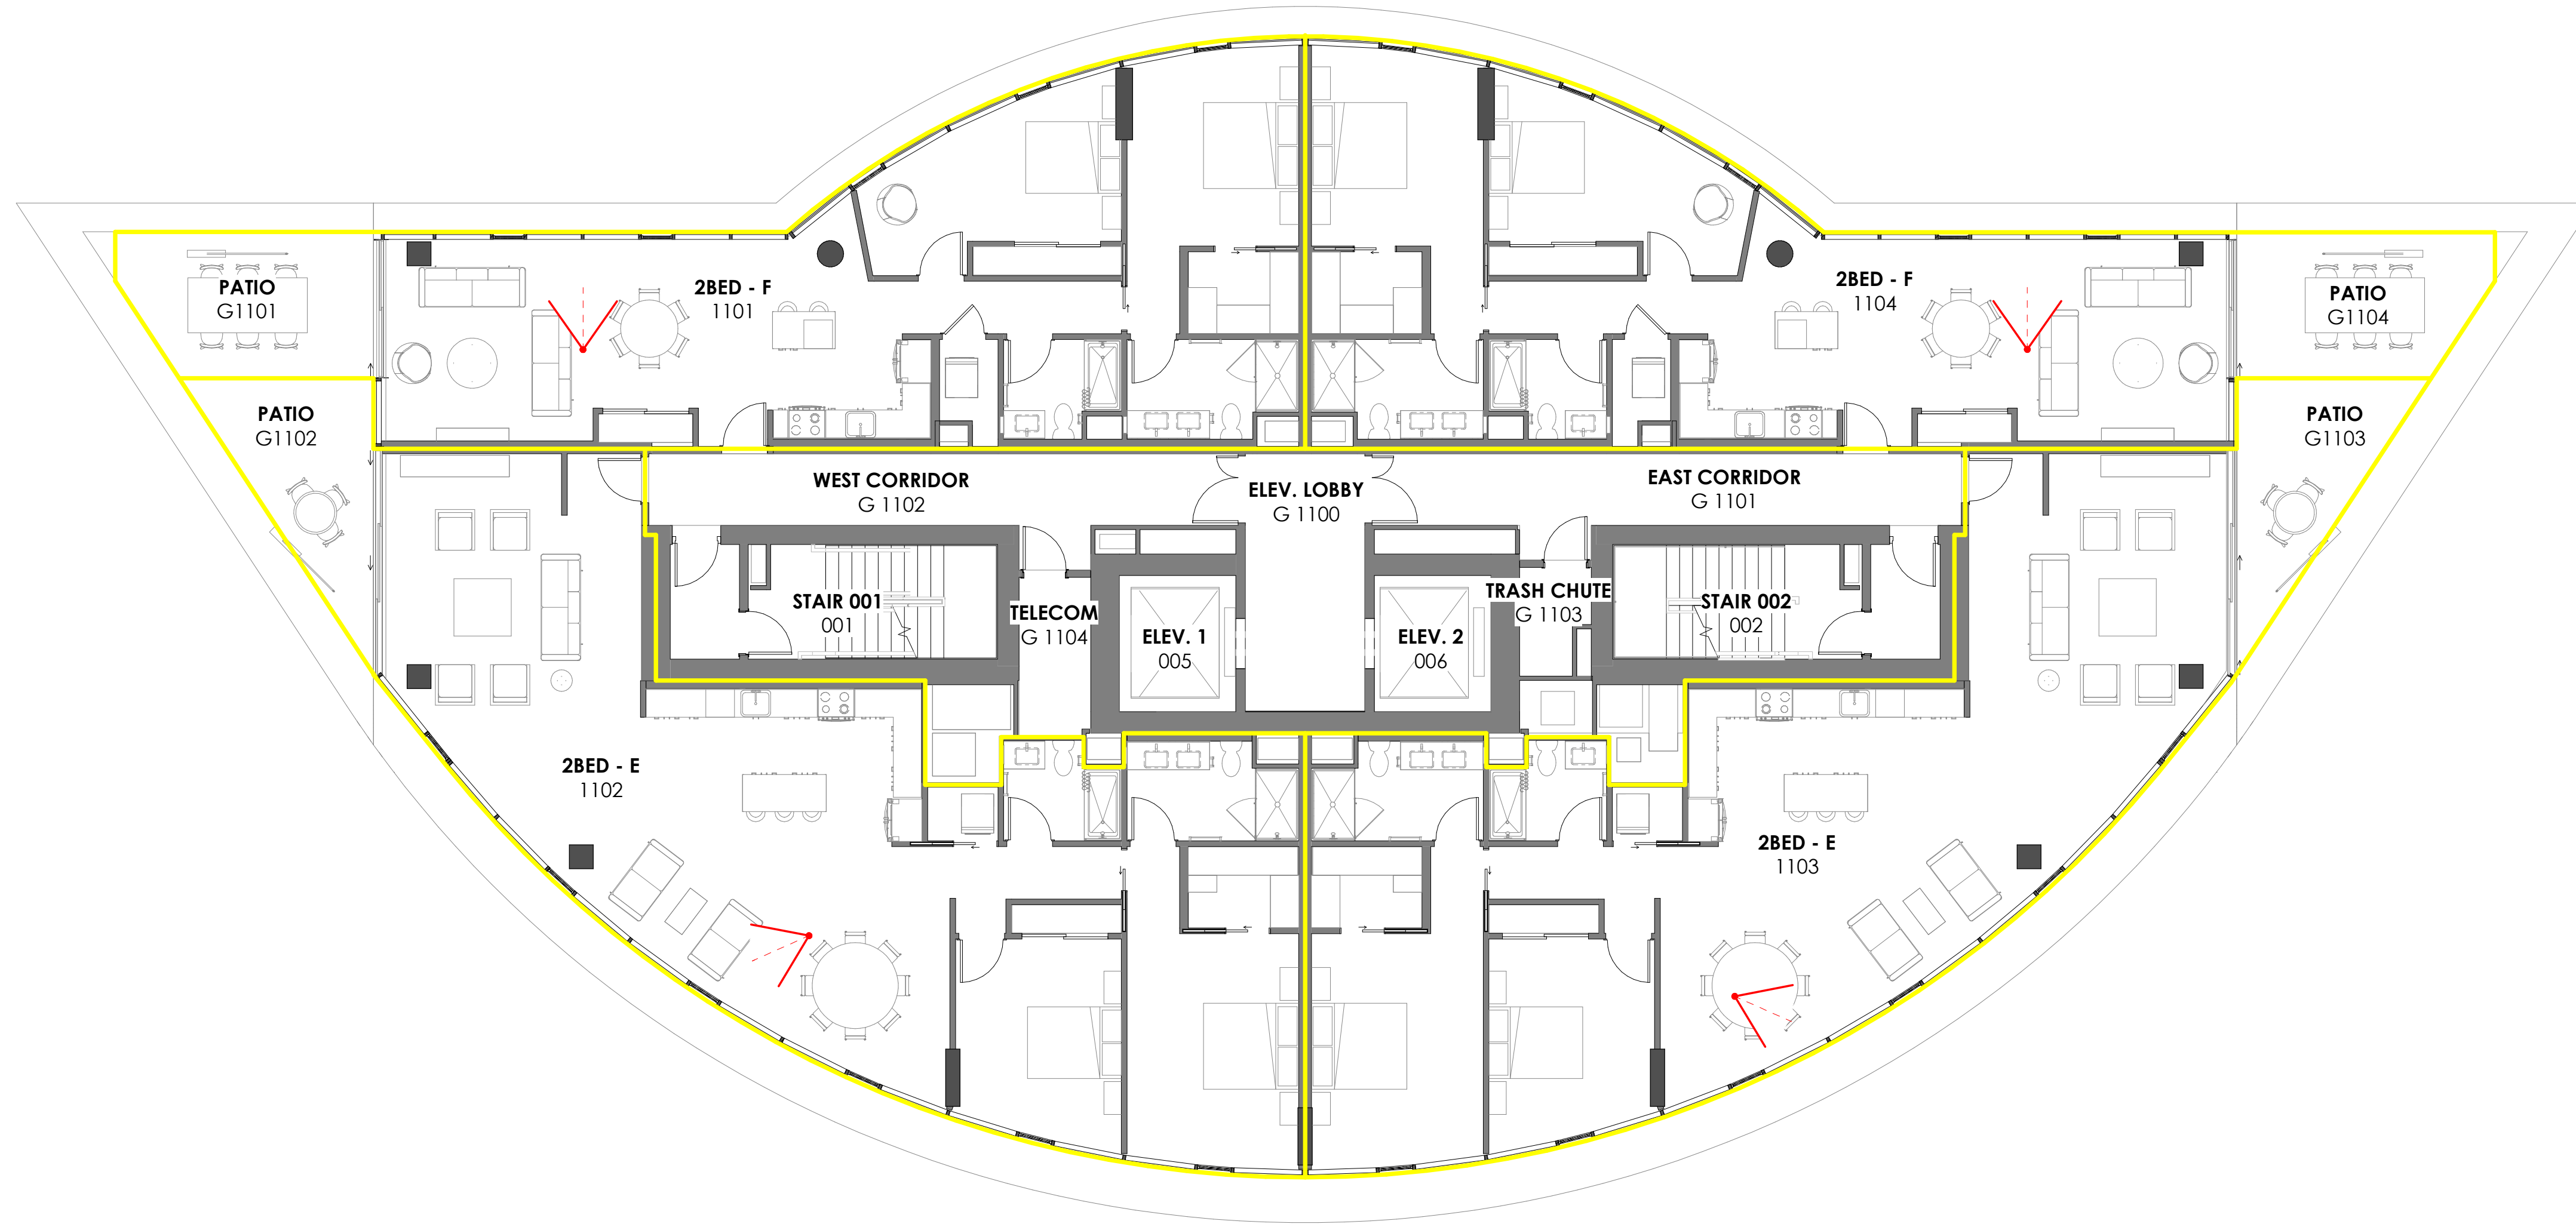 2BED - F
1101
2BED - F
1104
PATIO
G1101
PATIO
G1104
PATIO
G1102
PATIO
G1103
WEST CORRIDOR
G 1102
ELEV. LOBBY
G 1100
EAST CORRIDOR
G 1101
STAIR 001
001
TELECOM
G 1104
ELEV. 1
005
ELEV. 2
006
TRASH CHUTE
G 1103
STAIR 002
002
2BED - E
1102
2BED - E
1103